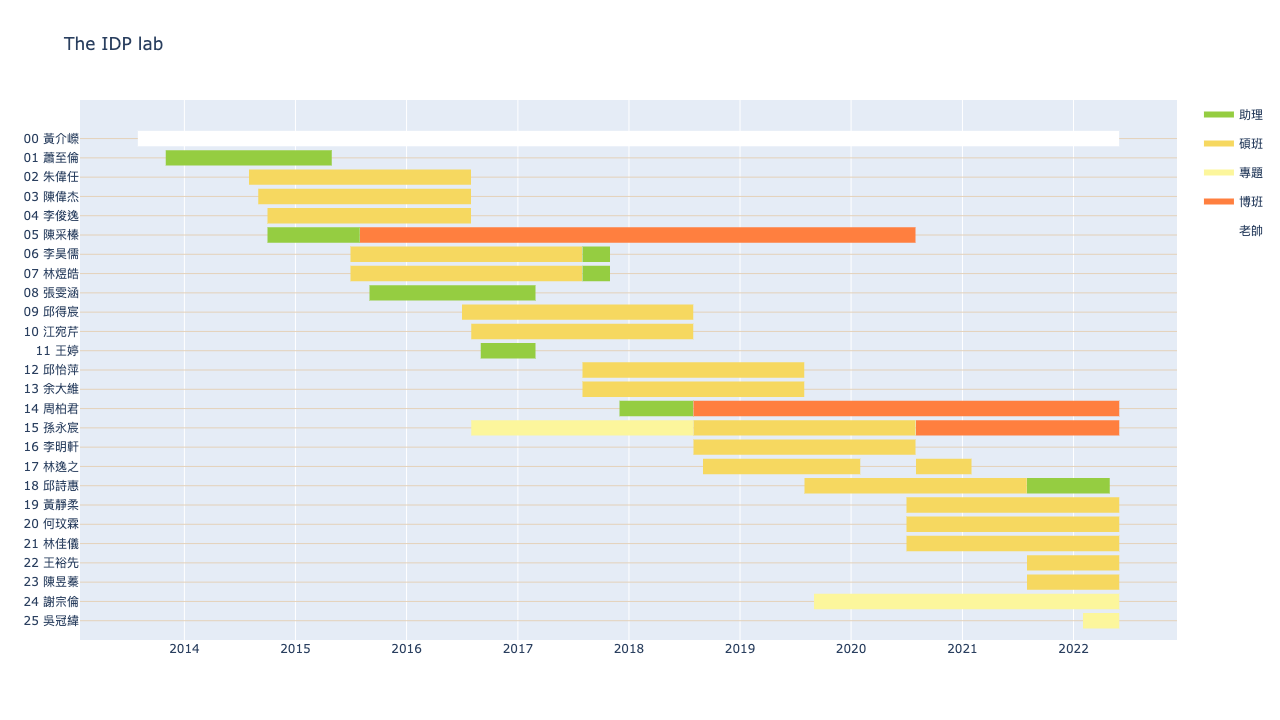 The IDP lab
00 黃介嶸
01 蕭至倫
02 朱偉任
03 陳偉杰
04 李俊逸
05 陳采榛
06 李昊儒
07 林煜皓
08 張雯涵
09 邱得宸
10 江宛芹
11 王婷
12 邱怡萍
13 余大維
14 周柏君
15 孫永宸
16 李明軒
17 林逸之
18 邱詩惠
19 黃靜柔
20 何玟霖
21 林佳儀
22 王裕先
23 陳昱蓁
24 謝宗倫
25 吳冠緯
2014 2015 2016 2017 2018 2019 2020 2021 2022
助理
碩班
專題
博班
老帥